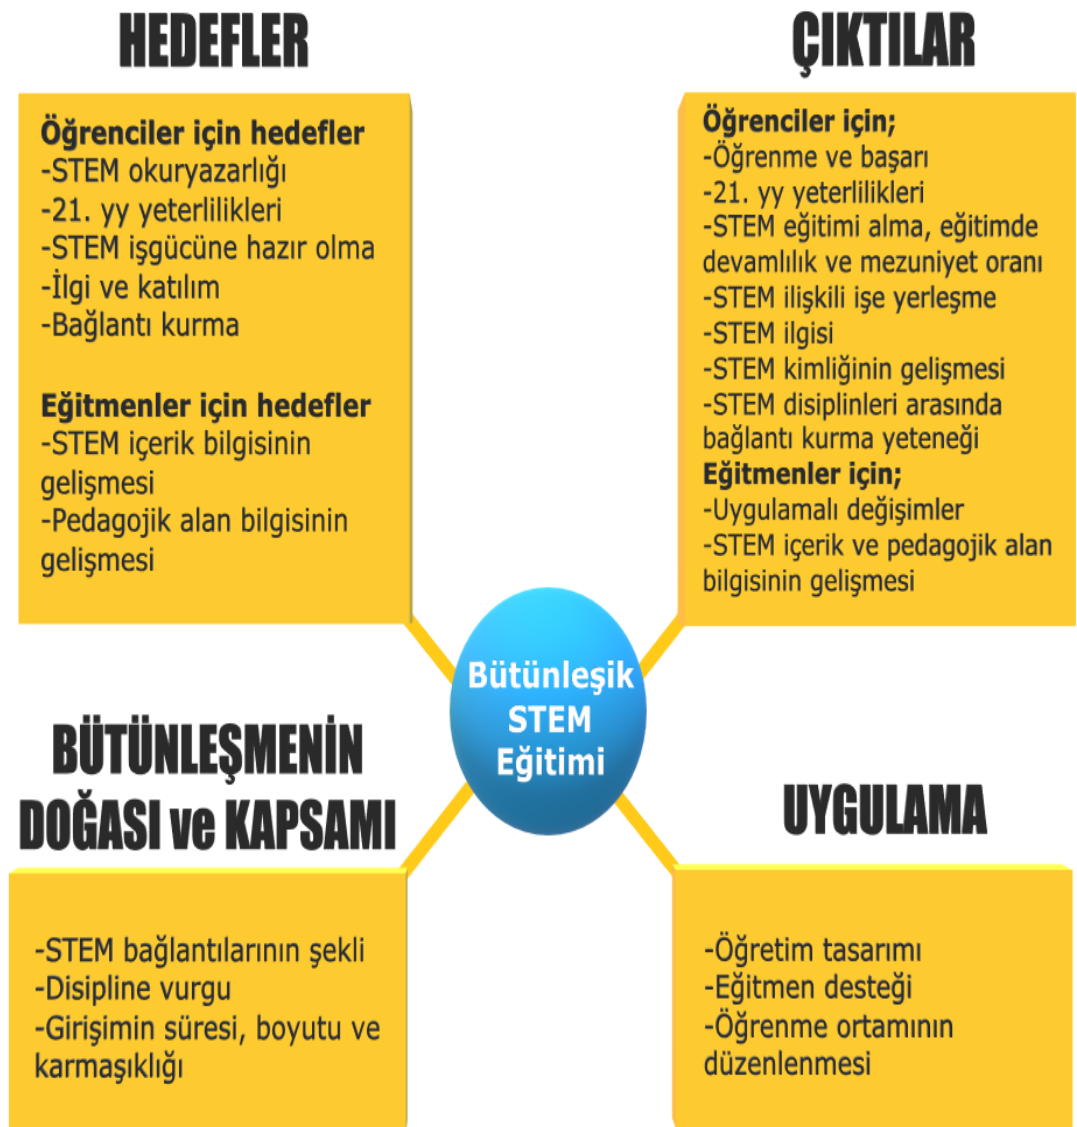 HEDEFLER
Öğrenciler için hedefler
-STEM okuryazarlığı
-21. yy yeterlilikleri
-STEM işgücüne hazır olma
-İlgi ve katılım
-Bağlantı kurma
Eğitmenler için hedefler
-STEM içerik bilgisinin
gelişmesi
-Pedagojik alan bilgisinin
gelişmesi
ÇIKTILAR
Öğrenciler için;
-Öğrenme ve başarı
-21. yy yeterlilikleri
-STEM eğitimi alma, eğitimde
devamlılık ve mezuniyet oranı
-STEM ilişkili işe yerleşme
-STEM ilgisi
-STEM kimliğinin gelişmesi
-STEM disiplinleri arasında
bağlantı kurma yeteneği
Eğitmenler için;
-Uygulamalı değişimler
-STEM içerik ve pedagojik alan
bilgisinin gelişmesi
Bütünleşik
STEM
Eğitimi
BÜTÜNLEŞMENİN
DOĞASI ve KAPSAMI
-STEM bağlantılarının şekli
-Disipline vurgu
-Girişimin süresi, boyutu ve
karmaşıklığı
UYGULAMA
-Öğretim tasarımı
-Eğitmen desteği
-Öğrenme ortamının
düzenlenmesi